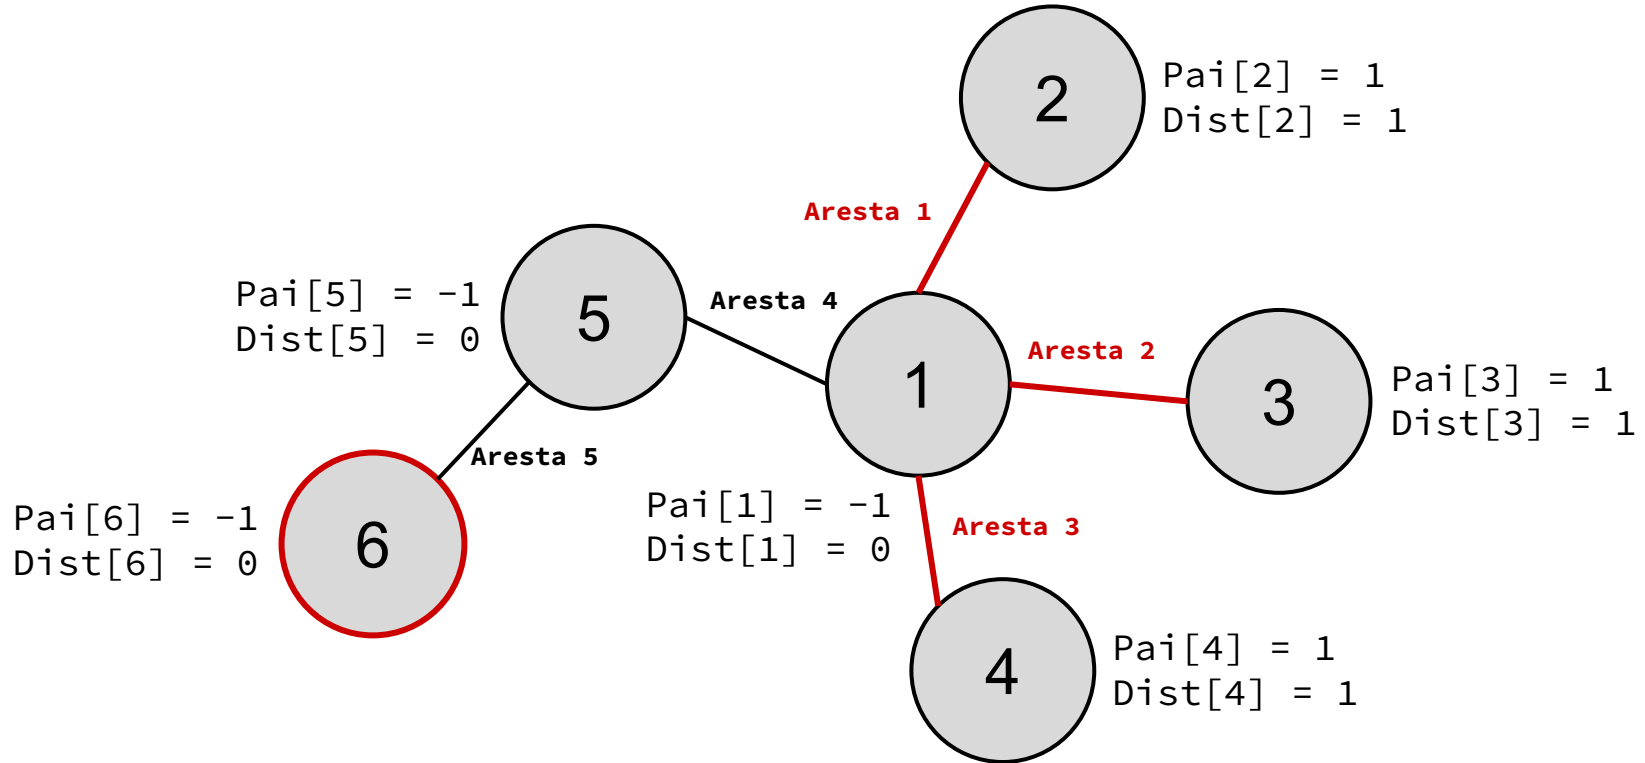 2
Pai[2] = 1
Dist[2] = 1
Aresta 1
5
Pai[5] = −1
Dist[5] = 0
Aresta 4
1
Aresta 2
3
Pai[3] = 1
Dist[3] = 1
Aresta 5
6
Pai[6] = −1
Dist[6] = 0
Pai[1] = −1
Dist[1] = 0
Aresta 3
4
Pai[4] = 1
Dist[4] = 1